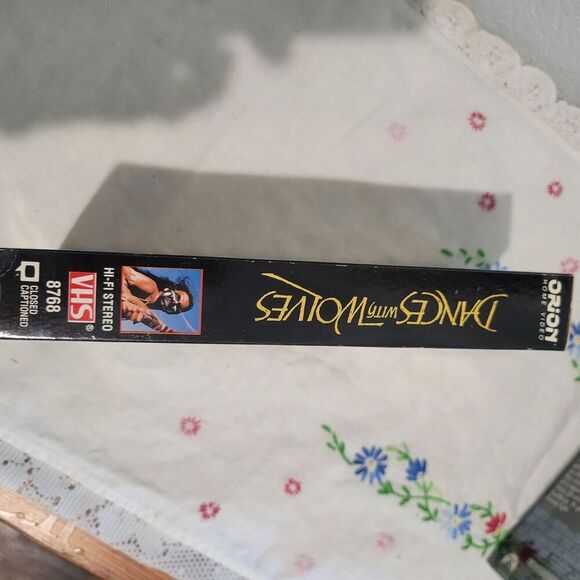 ORION
HOME VIDEO
DANCES WITH WOLVES
HI-FI STEREO
VHS®
8768
CLOSED
CAPTIONED